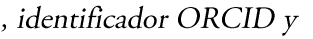 , identificador ORCID y